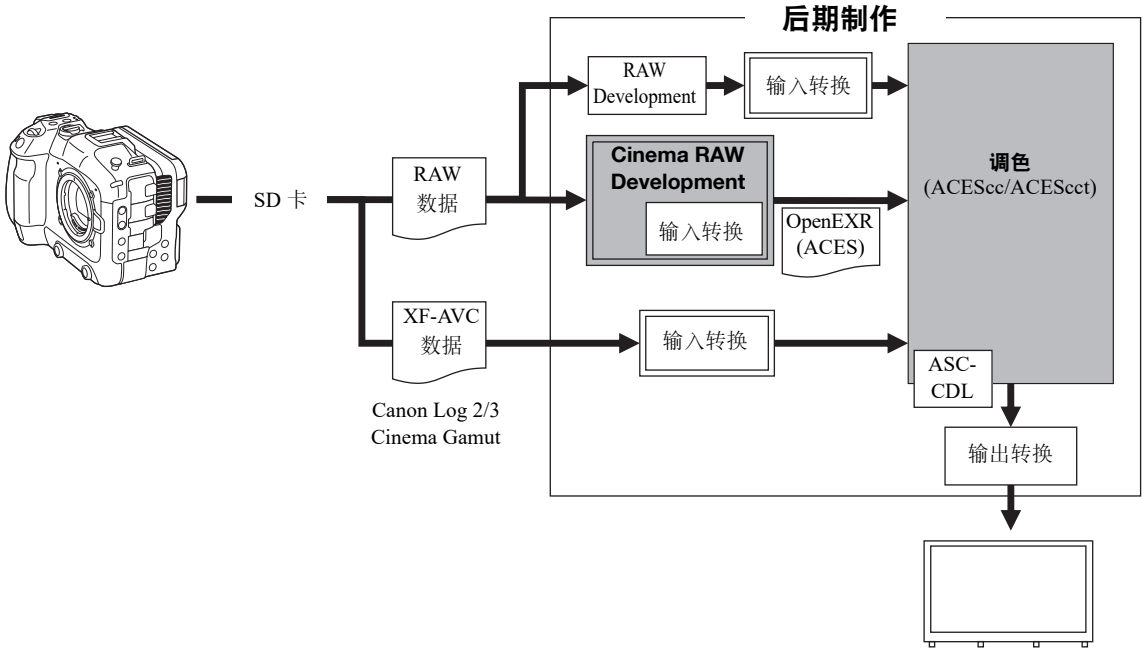 后期制作
RAW
Development
输入转换
Cinema RAW
Development
输入转换
调色
(ACEScc/ACEScct)
SD 卡
RAW
数据
OpenEXR
(ACES)
XF-AVC
数据
输入转换
ASC-
CDL
Canon Log 2/3
Cinema Gamut
输出转换